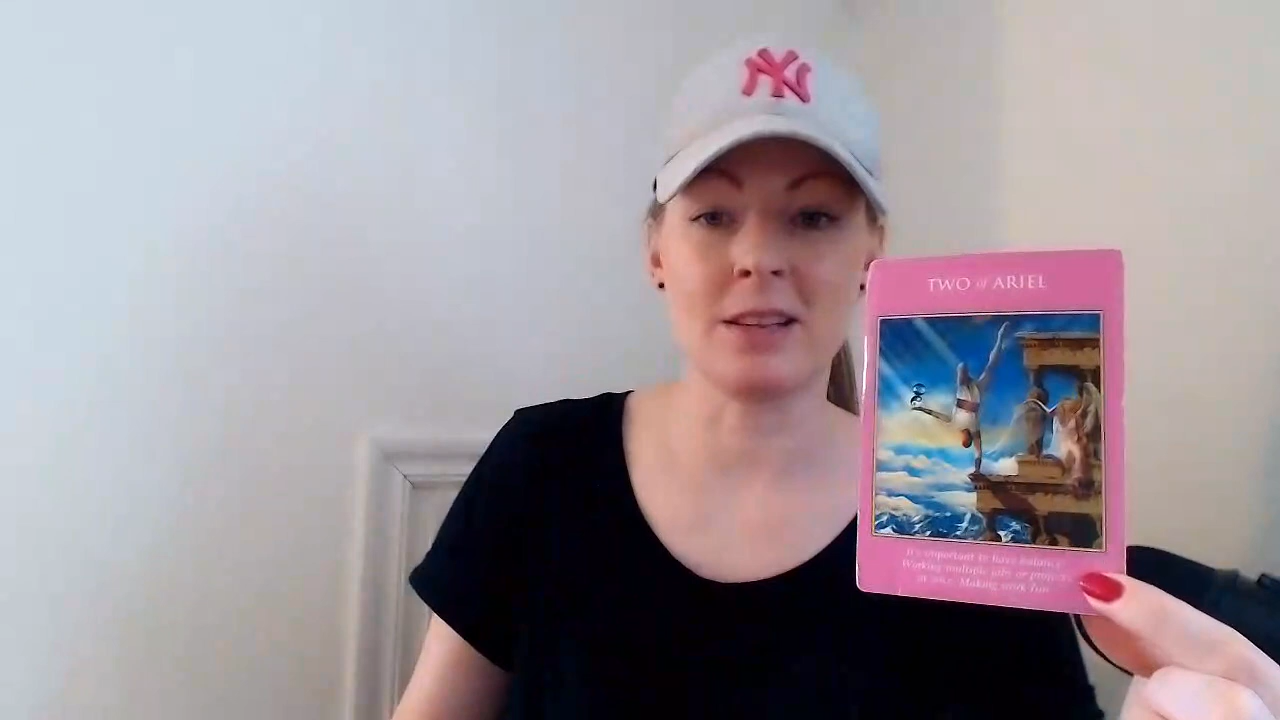 NY
TWO of ARIEL
It's important to have balance.
Working multiple jobs or projects
at once. Making work fun.